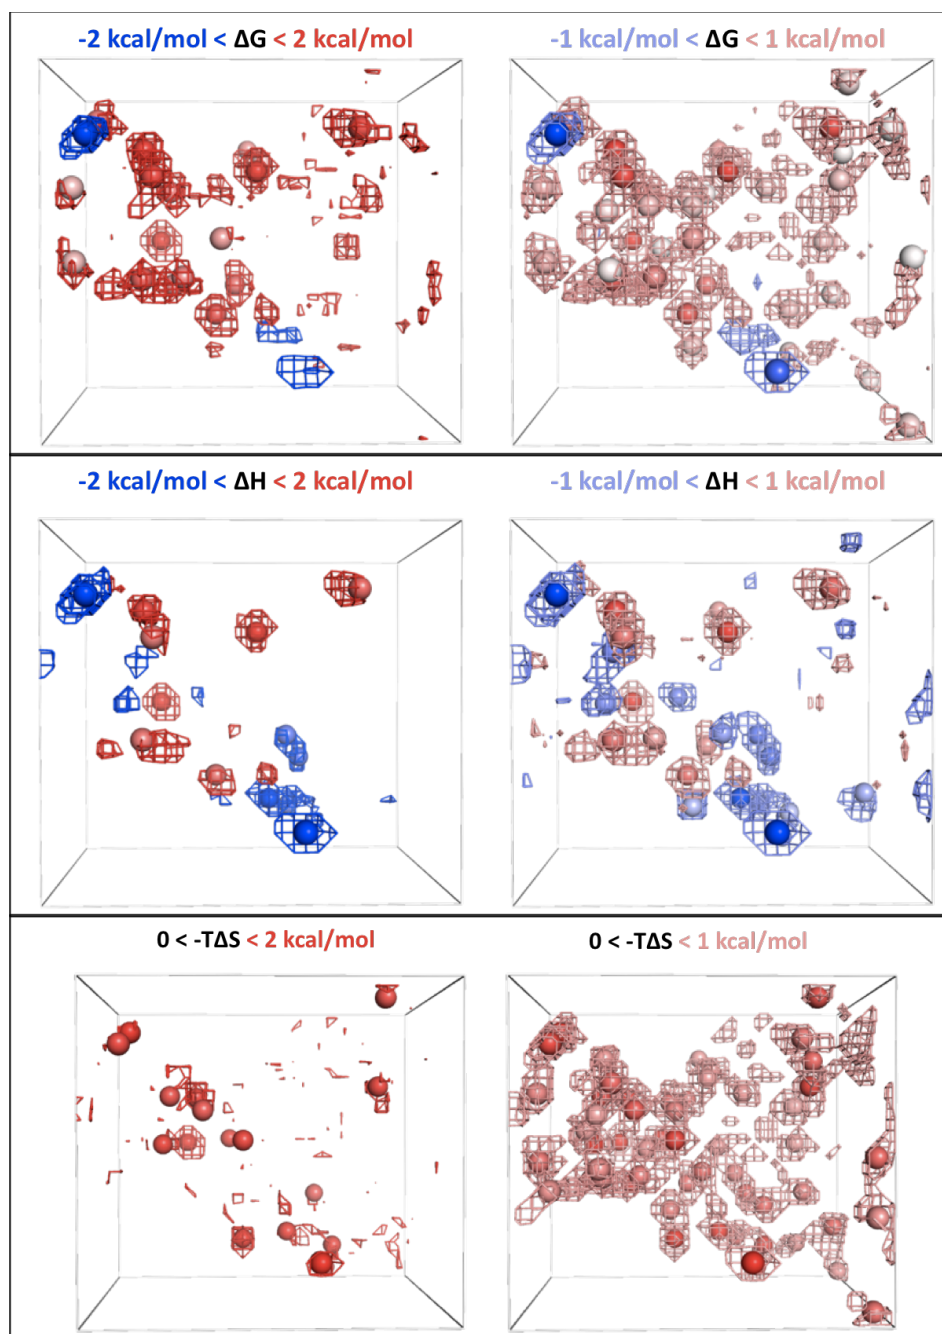 -2 kcal/mol < ΔG < 2 kcal/mol
-1 kcal/mol < ΔG < 1 kcal/mol
-2 kcal/mol < ΔH < 2 kcal/mol
-1 kcal/mol < ΔH < 1 kcal/mol
0 < -TΔS < 2 kcal/mol
0 < -TΔS < 1 kcal/mol